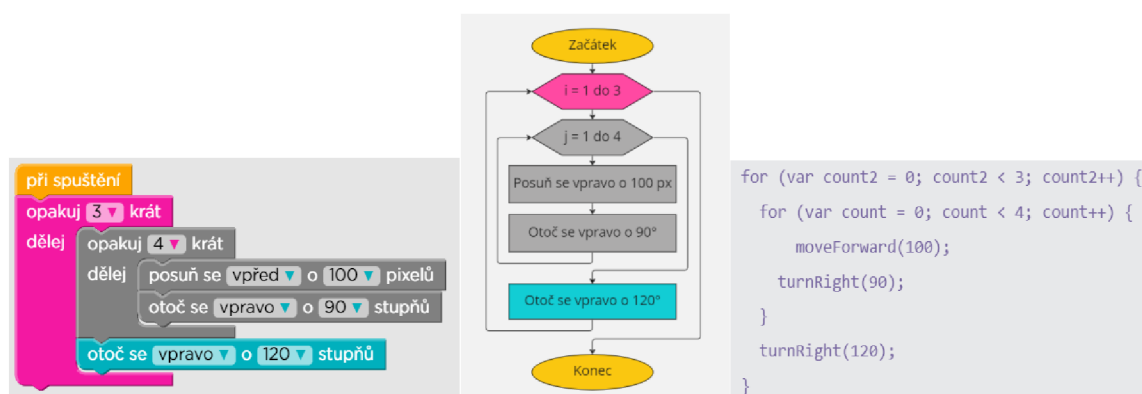 při spuštění
opakuj 3 ▼ krát
dělej opakuj 4 ▼ krát
dělej posuň se vpřed ▼ o 100 ▼ pixelů
otoč se vpravo ▼ o 90 ▼ stupňů
otoč se vpravo ▼ o 120 ▼ stupňů
Začátek
i = 1 do 3
j = 1 do 4
Posuň se vpravo o 100 px
Otoč se vpravo o 90°
Otoč se vpravo o 120°
Konec
for (var count2 = 0; count2 < 3; count2++) {
for (var count = 0; count < 4; count++) {
moveForward(100);
turnRight(90);
}
turnRight(120);
}